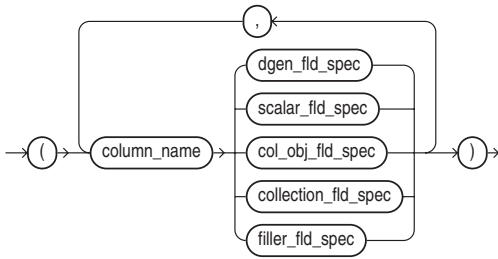 ,
dgen_fld_spec
scalar_fld_spec
( column_name col_obj_fld_spec )
collection_fld_spec
filler_fld_spec